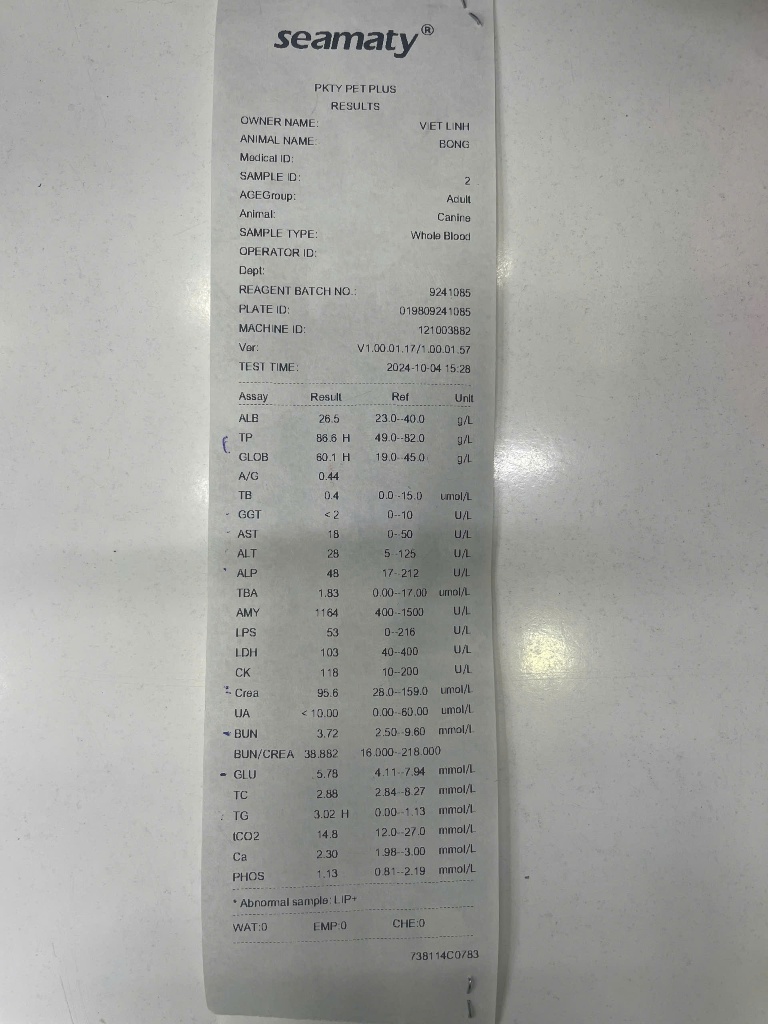 seamaty®
PKTY PET PLUS
RESULTS
OWNER NAME: VIET LINH
ANIMAL NAME: BONG
Medical ID:
SAMPLE ID: 2
AGEGroup: Adult
Animal: Canine
SAMPLE TYPE: Whole Blood
OPERATOR ID:
Dept:
REAGENT BATCH NO.: 9241085
PLATE ID: 019809241085
MACHINE ID: 121003882
Ver: V1.00.01.17/1.00.01.57
TEST TIME: 2024-10-04 15:28
Assay Result Ref Unit
ALB 26.5 23.0--40.0 g/L
TP 86.6 H 49.0--82.0 g/L
GLOB 60.1 H 19.0--45.0 g/L
A/G 0.44
TB 0.4 0.0--15.0 umol/L
GGT <2 0--10 U/L
AST 18 0--50 U/L
ALT 28 5--125 U/L
ALP 48 17--212 U/L
TBA 1.83 0.00--17.00 umol/L
AMY 1164 400--1500 U/L
LPS 53 0--216 U/L
LDH 103 40--400 U/L
CK 118 10--200 U/L
Crea 95.6 28.0--159.0 umol/L
UA <10.00 0.00--60.00 umol/L
BUN 3.72 2.50--9.60 mmol/L
BUN/CREA 38.882 16.000--218.000
GLU 5.78 4.11--7.94 mmol/L
TC 2.88 2.84--8.27 mmol/L
TG 3.02 H 0.00--1.13 mmol/L
tCO2 14.8 12.0--27.0 mmol/L
Ca 2.30 1.98--3.00 mmol/L
PHOS 1.13 0.81--2.19 mmol/L
* Abnormal sample: LIP+
WAT:0 EMP:0 CHE:0
738114C0783